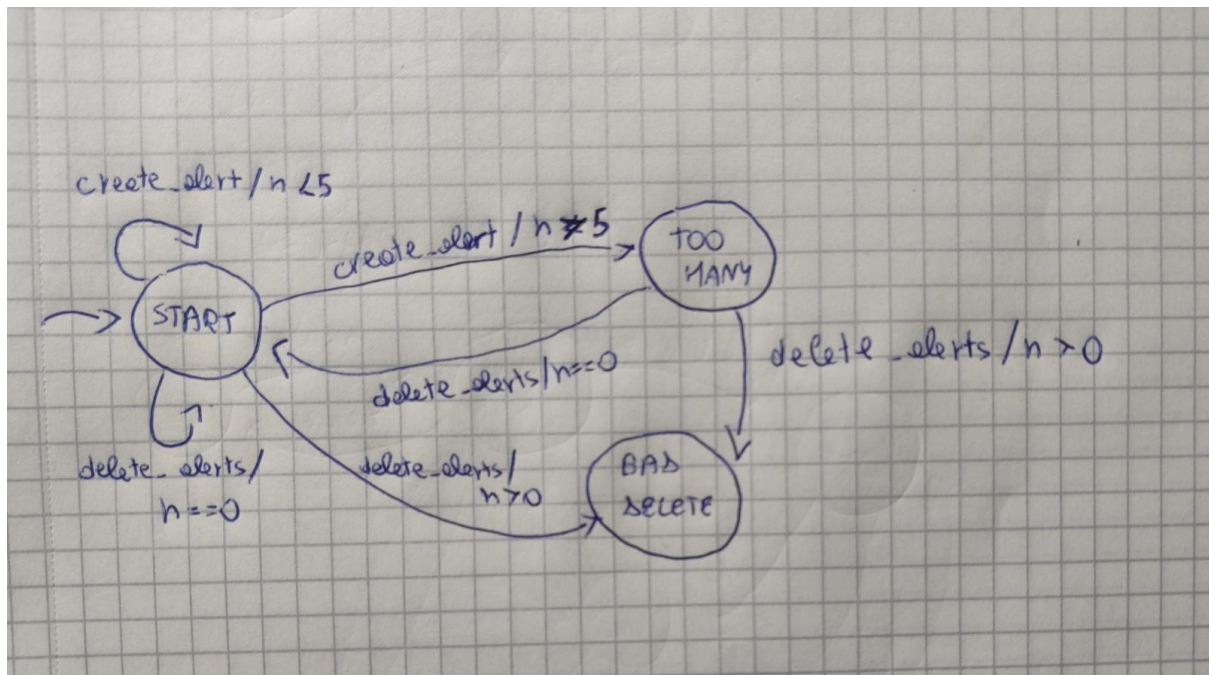 create_alert / n <5
create_alert / n > 5
TOO
MANY
START
delete_alerts / n > 0
delete_alerts / n==0
delete_alerts /
n==0
delete_alerts /
n>0
BAD
DELETE